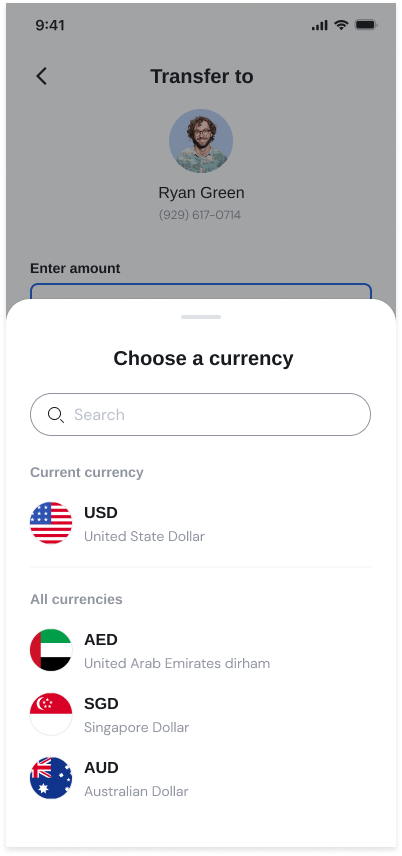 9:41
Transfer to
Ryan Green
(929) 617-0714
Enter amount
Choose a currency
Search
Current currency
USD
United State Dollar
All currencies
AED
United Arab Emirates dirham
SGD
Singapore Dollar
AUD
Australian Dollar